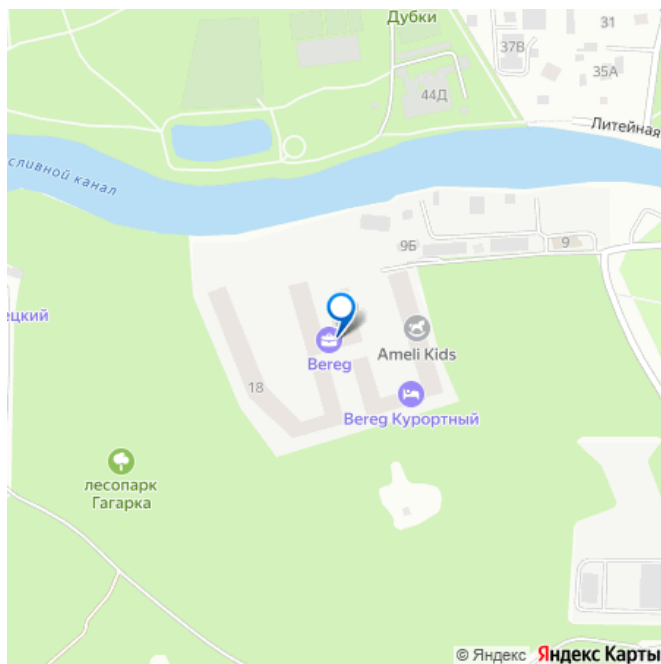 Дубки
31
37В
35А
44Д
Литейная
сливной канал
9Б
9
ецкий
Ameli Kids
Bereg
18
Bereg Курортный
лесопарк
Гагарка
© Яндекс Яндекс Карты